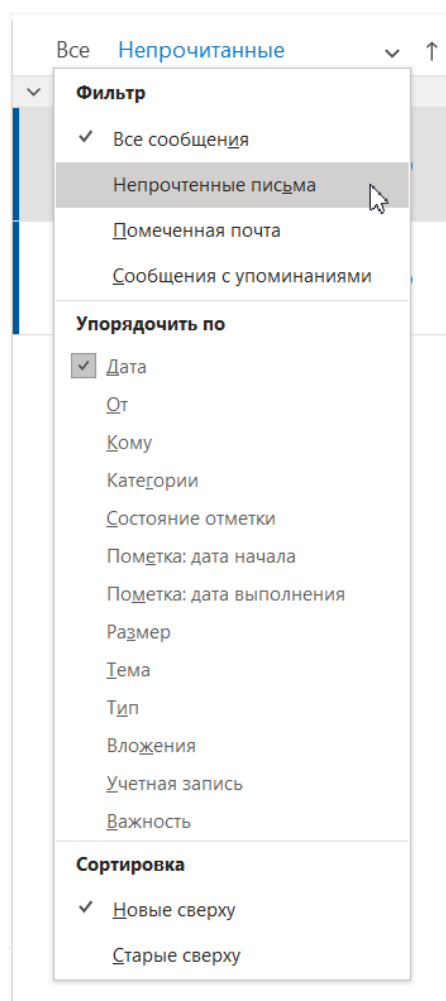 Все Непрочитанные
Фильтр
Все сообщения
Непрочтенные письма
Помеченная почта
Сообщения с упоминаниями
Упорядочить по
Дата
От
Кому
Категории
Состояние отметки
Пометка: дата начала
Пометка: дата выполнения
Размер
Тема
Тип
Вложения
Учетная запись
Важность
Сортировка
Новые сверху
Старые сверху